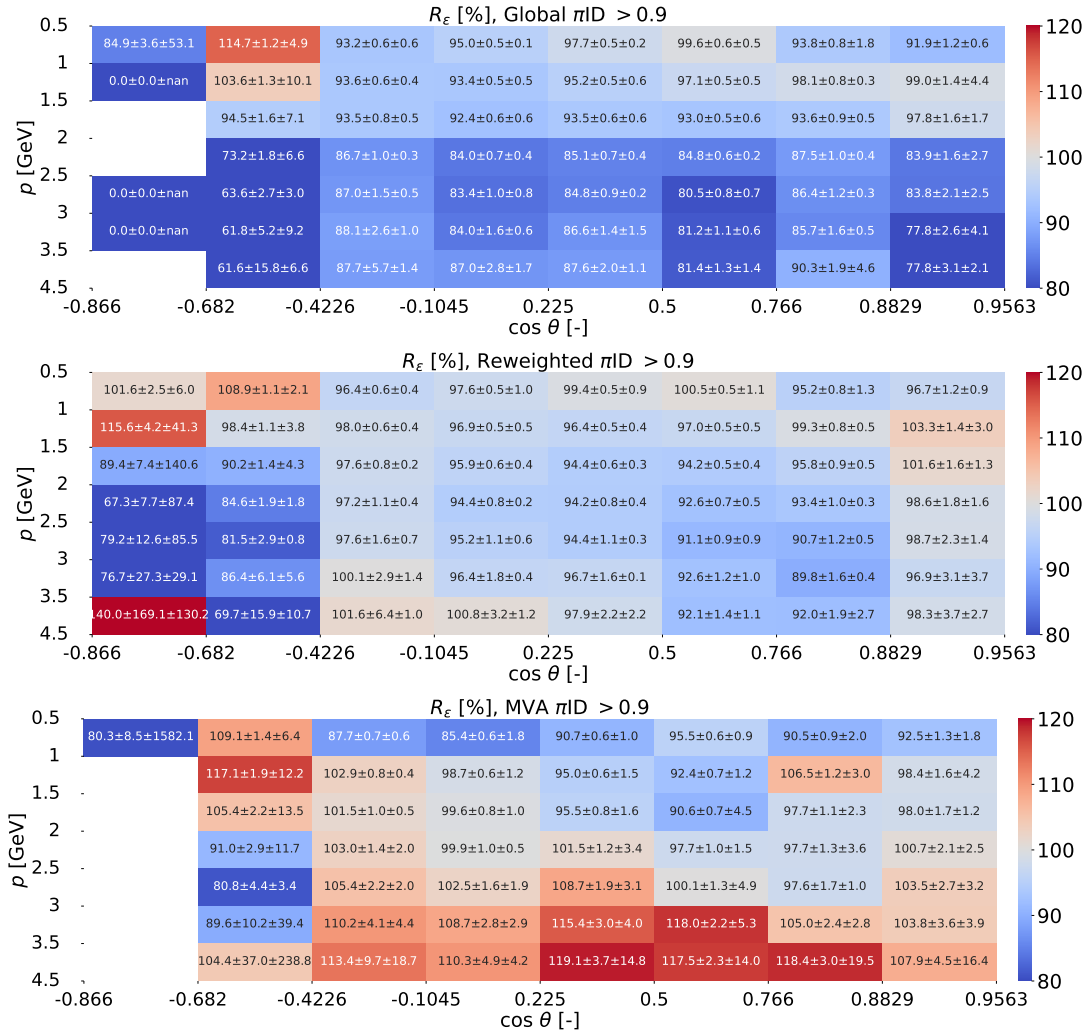 R_ε [%], Global πID > 0.9
0.5 84.9±3.6±53.1 114.7±1.2±4.9 93.2±0.6±0.6 95.0±0.5±0.1 97.7±0.5±0.2 99.6±0.6±0.5 93.8±0.8±1.8 91.9±1.2±0.6 120
1 0.0±0.0±nan 103.6±1.3±10.1 93.6±0.6±0.4 93.4±0.5±0.5 95.2±0.5±0.6 97.1±0.5±0.5 98.1±0.8±0.3 99.0±1.4±4.4 110
1.5 94.5±1.6±7.1 93.5±0.8±0.5 92.4±0.6±0.6 93.5±0.6±0.6 93.0±0.5±0.6 93.6±0.9±0.5 97.8±1.6±1.7
2 73.2±1.8±6.6 86.7±1.0±0.3 84.0±0.7±0.4 85.1±0.7±0.4 84.8±0.6±0.2 87.5±1.0±0.4 83.9±1.6±2.7 100
2.5 0.0±0.0±nan 63.6±2.7±3.0 87.0±1.5±0.5 83.4±1.0±0.8 84.8±0.9±0.2 80.5±0.8±0.7 86.4±1.2±0.3 83.8±2.1±2.5
3 0.0±0.0±nan 61.8±5.2±9.2 88.1±2.6±1.0 84.0±1.6±0.6 86.6±1.4±1.5 81.2±1.1±0.6 85.7±1.6±0.5 77.8±2.6±4.1 90
3.5 61.6±15.8±6.6 87.7±5.7±1.4 87.0±2.8±1.7 87.6±2.0±1.1 81.4±1.3±1.4 90.3±1.9±4.6 77.8±3.1±2.1
4.5 80
p [GeV]
-0.866 -0.682 -0.4226 -0.1045 0.225 0.5 0.766 0.8829 0.9563
cos θ [-]
R_ε [%], Reweighted πID > 0.9
0.5 101.6±2.5±6.0 108.9±1.1±2.1 96.4±0.6±0.4 97.6±0.5±1.0 99.4±0.5±0.9 100.5±0.5±1.1 95.2±0.8±1.3 96.7±1.2±0.9 120
1 115.6±4.2±41.3 98.4±1.1±3.8 98.0±0.6±0.4 96.9±0.5±0.5 96.4±0.5±0.4 97.0±0.5±0.5 99.3±0.8±0.5 103.3±1.4±3.0 110
1.5 89.4±7.4±140.6 90.2±1.4±4.3 97.6±0.8±0.2 95.9±0.6±0.4 94.4±0.6±0.3 94.2±0.5±0.4 95.8±0.9±0.5 101.6±1.6±1.3
2 67.3±7.7±87.4 84.6±1.9±1.8 97.2±1.1±0.4 94.4±0.8±0.2 94.2±0.8±0.4 92.6±0.7±0.5 93.4±1.0±0.3 98.6±1.8±1.6 100
2.5 79.2±12.6±85.5 81.5±2.9±0.8 97.6±1.6±0.7 95.2±1.1±0.6 94.4±1.1±0.3 91.1±0.9±0.9 90.7±1.2±0.5 98.7±2.3±1.4
3 76.7±27.3±29.1 86.4±6.1±5.6 100.1±2.9±1.4 96.4±1.8±0.4 96.7±1.6±0.1 92.6±1.2±1.0 89.8±1.6±0.4 96.9±3.1±3.7 90
3.5 140.0±169.1±130.2 69.7±15.9±10.7 101.6±6.4±1.0 100.8±3.2±1.2 97.9±2.2±2.2 92.1±1.4±1.1 92.0±1.9±2.7 98.3±3.7±2.7
4.5 80
p [GeV]
-0.866 -0.682 -0.4226 -0.1045 0.225 0.5 0.766 0.8829 0.9563
cos θ [-]
R_ε [%], MVA πID > 0.9
0.5 80.3±8.5±1582.1 109.1±1.4±6.4 87.7±0.7±0.6 85.4±0.6±1.8 90.7±0.6±1.0 95.5±0.6±0.9 90.5±0.9±2.0 92.5±1.3±1.8 120
1 117.1±1.9±12.2 102.9±0.8±0.4 98.7±0.6±1.2 95.0±0.6±1.5 92.4±0.7±1.2 106.5±1.2±3.0 98.4±1.6±4.2 110
1.5 105.4±2.2±13.5 101.5±1.0±0.5 99.6±0.8±1.0 95.5±0.8±1.6 90.6±0.7±4.5 97.7±1.1±2.3 98.0±1.7±1.2
2 91.0±2.9±11.7 103.0±1.4±2.0 99.9±1.0±0.5 101.5±1.2±3.4 97.7±1.0±1.5 97.7±1.3±3.6 100.7±2.1±2.5 100
2.5 80.8±4.4±3.4 105.4±2.2±2.0 102.5±1.6±1.9 108.7±1.9±3.1 100.1±1.3±4.9 97.6±1.7±1.0 103.5±2.7±3.2
3 89.6±10.2±39.4 110.2±4.1±4.4 108.7±2.8±2.9 115.4±3.0±4.0 118.0±2.2±5.3 105.0±2.4±2.8 103.8±3.6±3.9 90
3.5 104.4±37.0±238.8 113.4±9.7±18.7 110.3±4.9±4.2 119.1±3.7±14.8 117.5±2.3±14.0 118.4±3.0±19.5 107.9±4.5±16.4
4.5 80
p [GeV]
-0.866 -0.682 -0.4226 -0.1045 0.225 0.5 0.766 0.8829 0.9563
cos θ [-]